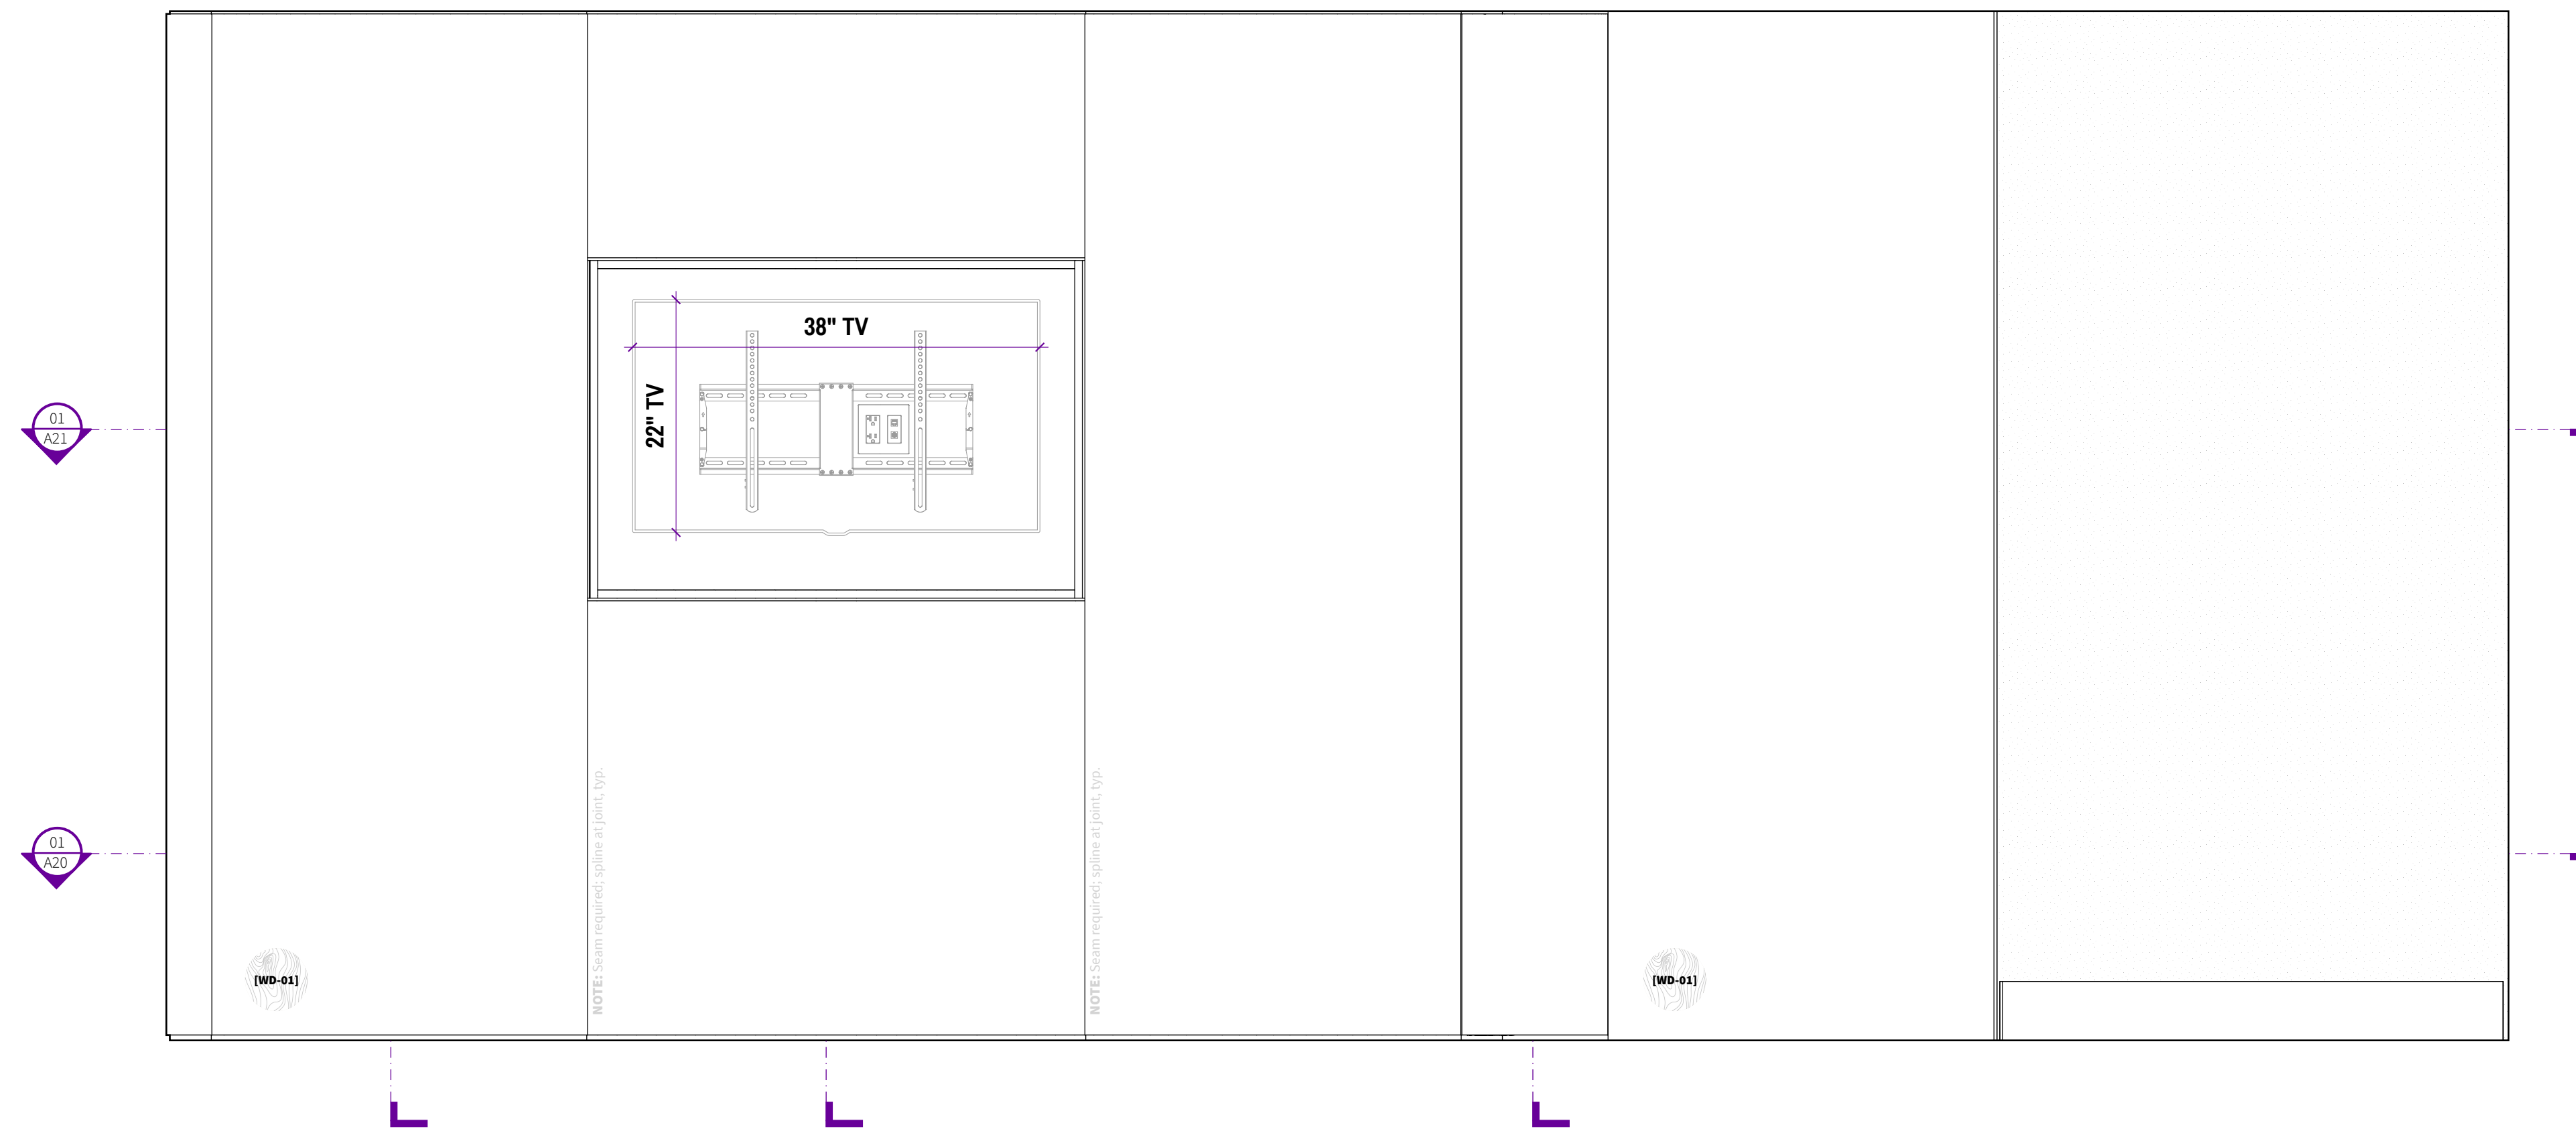 38" TV
22" TV
01
A21
NOTE: Seam required; spline at joint, typ.
NOTE: Seam required; spline at joint, typ.
01
A20
[WD-01]
[WD-01]